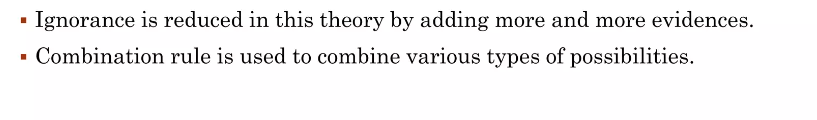 ▪ Ignorance is reduced in this theory by adding more and more evidences.
▪ Combination rule is used to combine various types of possibilities.